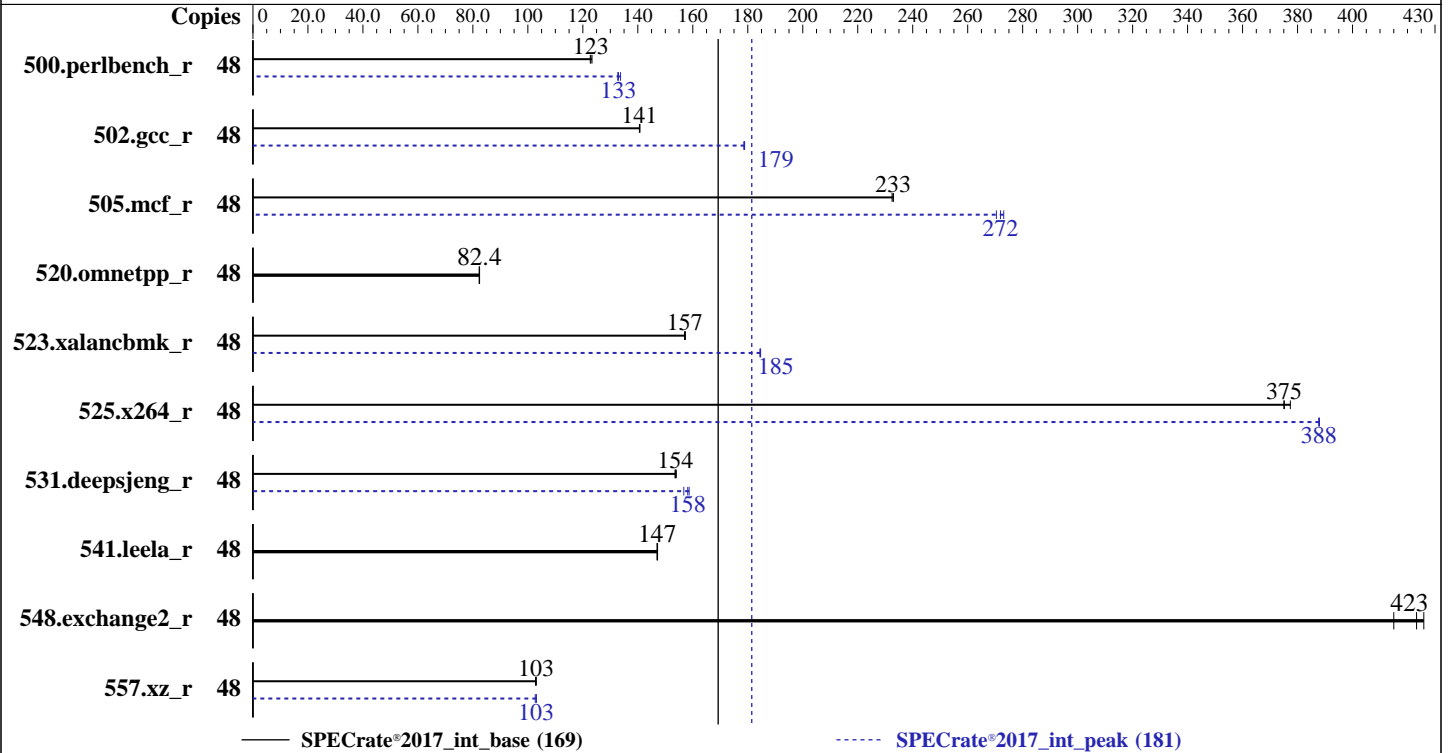 Copies 0 20.0 40.0 60.0 80.0 100 120 140 160 180 200 220 240 260 280 300 320 340 360 380 400 430
500.perlbench_r 48 123
133
502.gcc_r 48 141
179
505.mcf_r 48 233
272
520.omnetpp_r 48 82.4
523.xalancbmk_r 48 157
185
525.x264_r 48 375
388
531.deepsjeng_r 48 154
158
541.leela_r 48 147
548.exchange2_r 48 423
557.xz_r 48 103
103
SPECrate®2017_int_base (169) SPECrate®2017_int_peak (181)